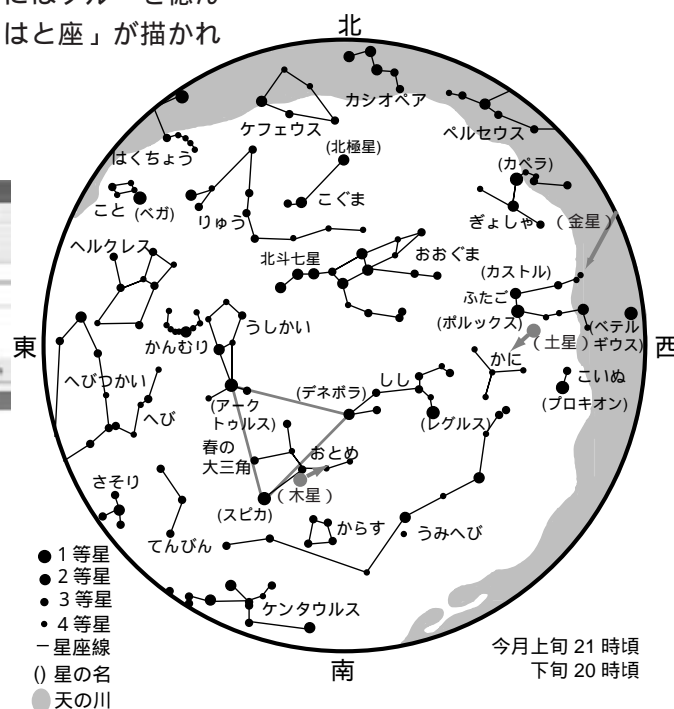 にはノルーを憶ん
はと座」が描かれ
北
カシオペア
ケフェウス
ペルセウス
はくちょう
(北極星)
(カペラ)
こと (ベガ)
りゅう
こぐま
ぎょしゃ
(金星)
ヘルクレス
北斗七星
おおぐま
(カストル)
ふたご
(ポルックス)
(ベテル
ギウス)
(土星)
東
西
かんむり
うしかい
かに
こいぬ
(プロキオン)
へびつかい
へび
(アーク
トゥルス)
(デネボラ)
しし
(レグルス)
春の
大三角
おとめ
(木星)
さそり
(スピカ)
てんびん
からす
うみへび
ケンタウルス
南
1等星
2等星
3等星
4等星
星座線
() 星の名
天の川
今月上旬 21 時頃
下旬 20 時頃